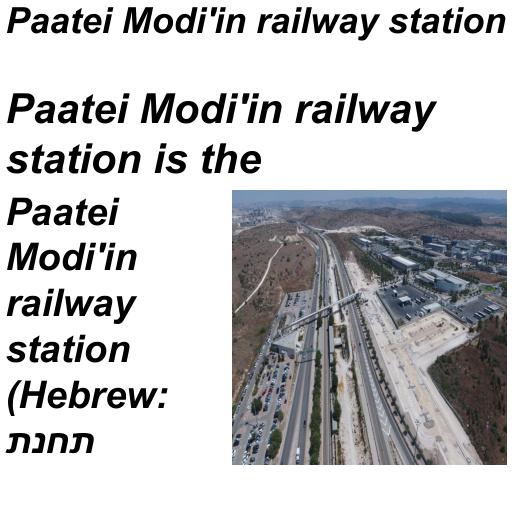 Paatei Modi'in railway station
Paatei Modi'in railway
station is the
Paatei
Modi'in
railway
station
(Hebrew:
תחנת